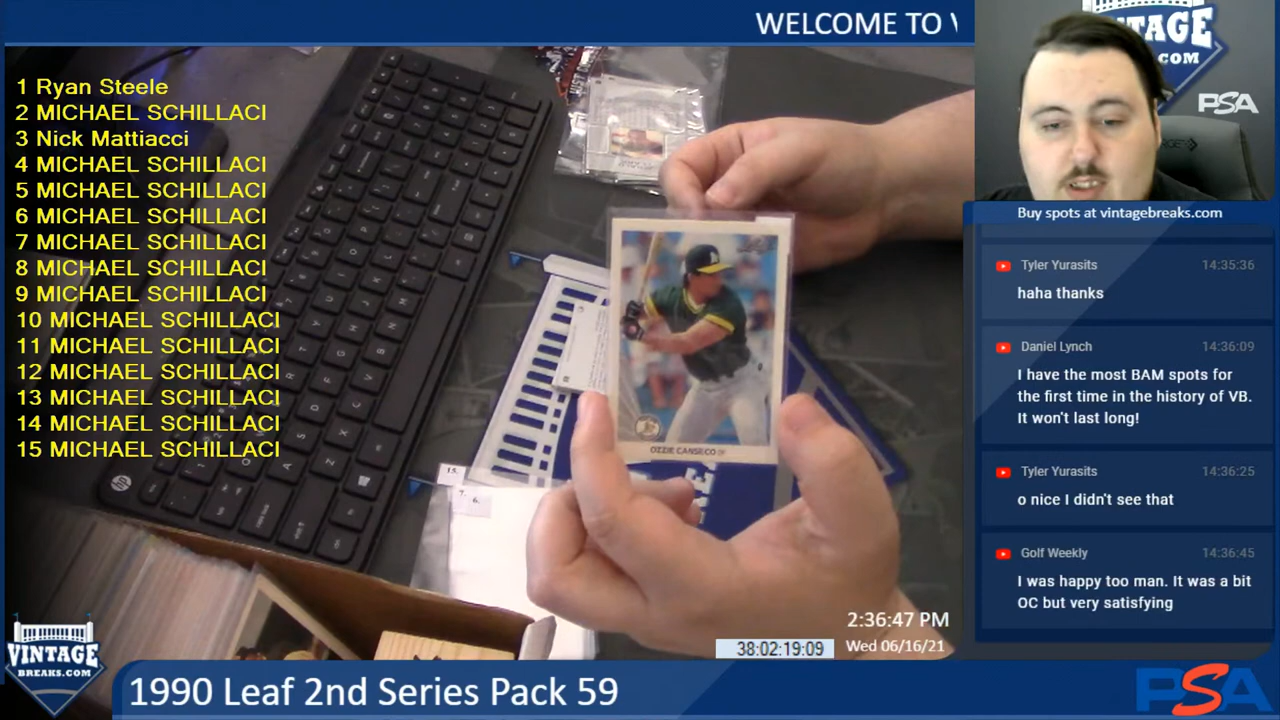 WELCOME TO
1 Ryan Steele
2 MICHAEL SCHILLACI
3 Nick Mattiacci
4 MICHAEL SCHILLACI
5 MICHAEL SCHILLACI
6 MICHAEL SCHILLACI
7 MICHAEL SCHILLACI
8 MICHAEL SCHILLACI
9 MICHAEL SCHILLACI
10 MICHAEL SCHILLACI
11 MICHAEL SCHILLACI
12 MICHAEL SCHILLACI
13 MICHAEL SCHILLACI
14 MICHAEL SCHILLACI
15 MICHAEL SCHILLACI
VINTAGE
.COM
PSA
Buy spots at vintagebreaks.com
Tyler Yurasits 14:35:36
haha thanks
Daniel Lynch 14:36:09
I have the most BAM spots for
the first time in the history of VB.
It won't last long!
Tyler Yurasits 14:36:25
o nice I didn't see that
Golf Weekly 14:36:45
I was happy too man. It was a bit
OC but very satisfying
OZZIE CANSECO OF
hp
2:36:47 PM
38:02:19:09
Wed 06/16/21
VINTAGE
BREAKS.COM
1990 Leaf 2nd Series Pack 59
PSA